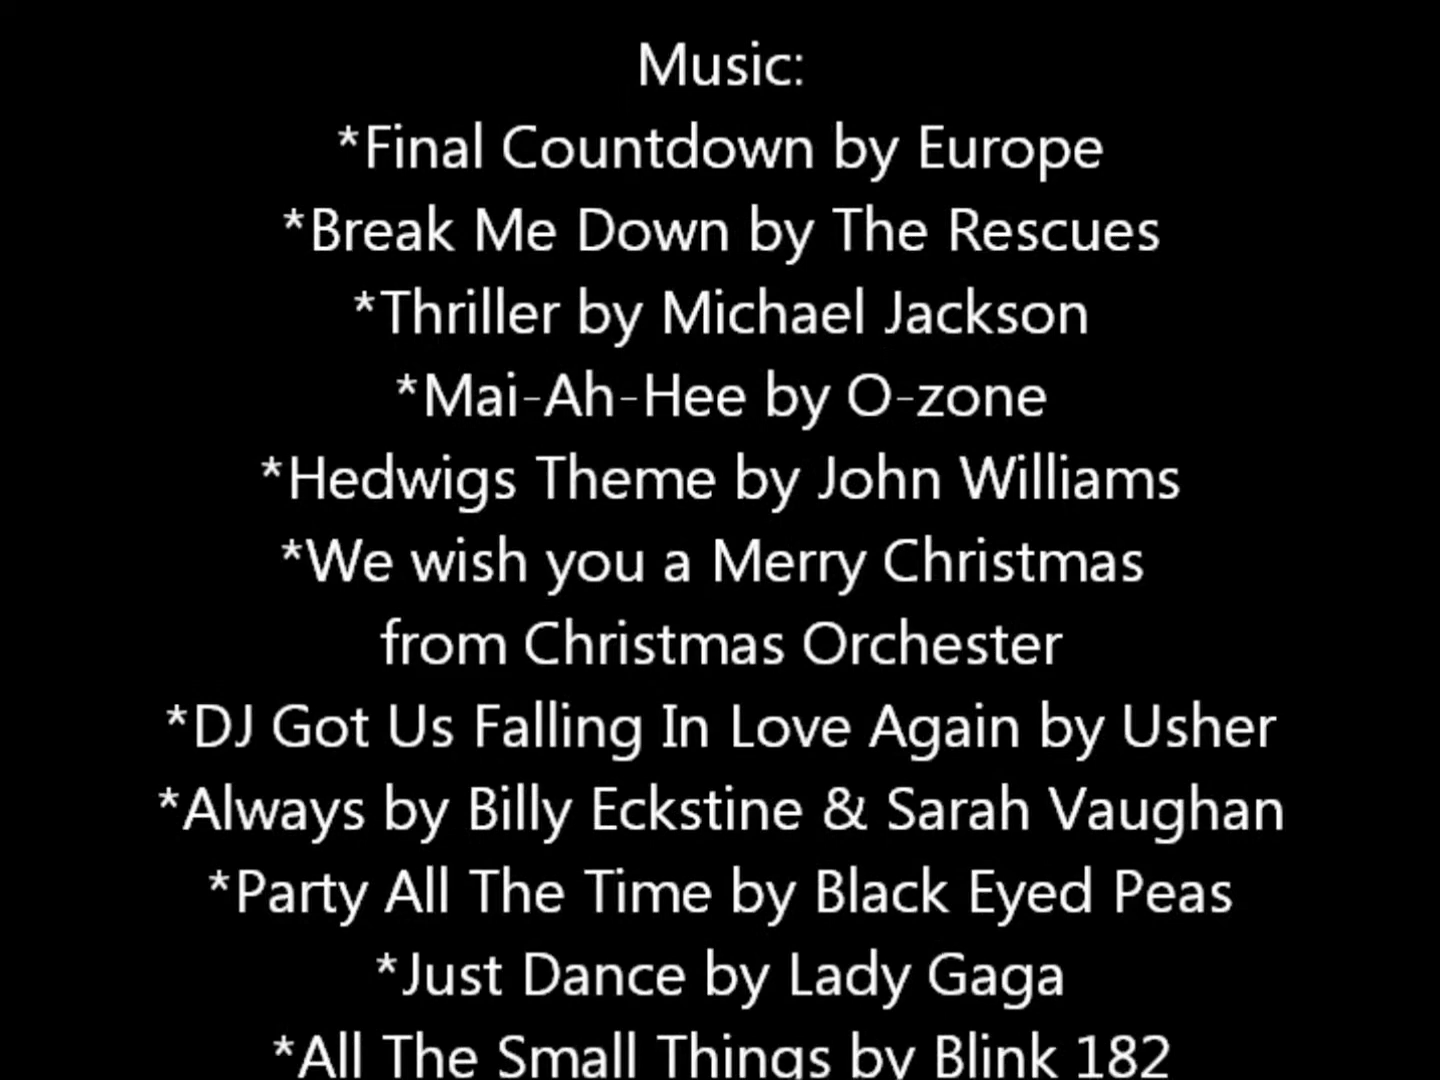 Music:
*Final Countdown by Europe
*Break Me Down by The Rescues
*Thriller by Michael Jackson
*Mai-Ah-Hee by O-zone
*Hedwigs Theme by John Williams
*We wish you a Merry Christmas
from Christmas Orchester
*DJ Got Us Falling In Love Again by Usher
*Always by Billy Eckstine & Sarah Vaughan
*Party All The Time by Black Eyed Peas
*Just Dance by Lady Gaga
*All The Small Things by Blink 182